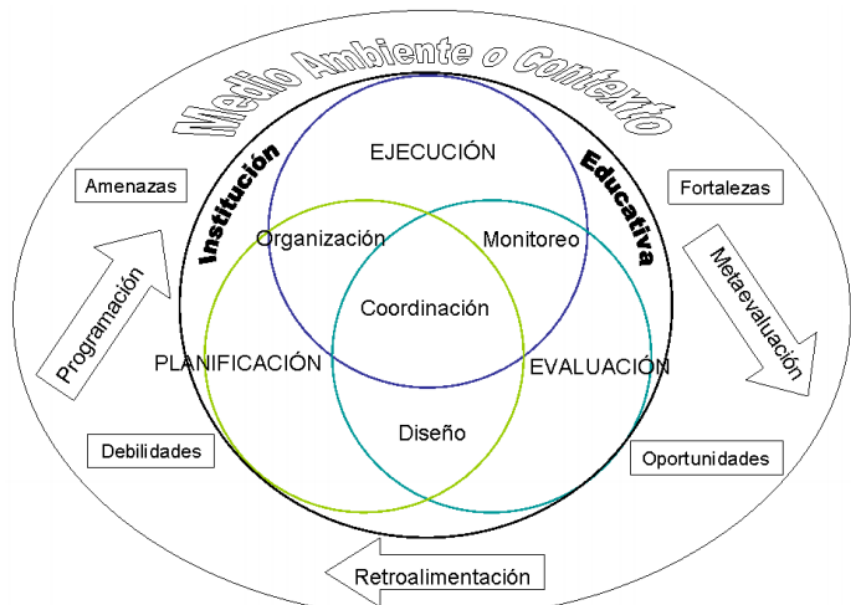 Medio Ambiente o Contexto
Institución
Educativa
EJECUCIÓN
Amenazas
Fortalezas
Organización
Monitoreo
Programación
Metaevaluación
Coordinación
PLANIFICACIÓN
EVALUACIÓN
Diseño
Debilidades
Oportunidades
Retroalimentación